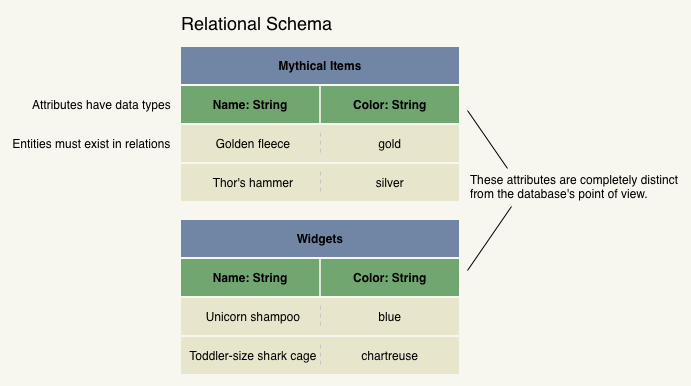 Relational Schema
Mythical Items
Attributes have data types
Name: String
Color: String
Entities must exist in relations
Golden fleece
gold
Thor's hammer
silver
These attributes are completely distinct
from the database's point of view.
Widgets
Name: String
Color: String
Unicorn shampoo
blue
Toddler-size shark cage
chartreuse